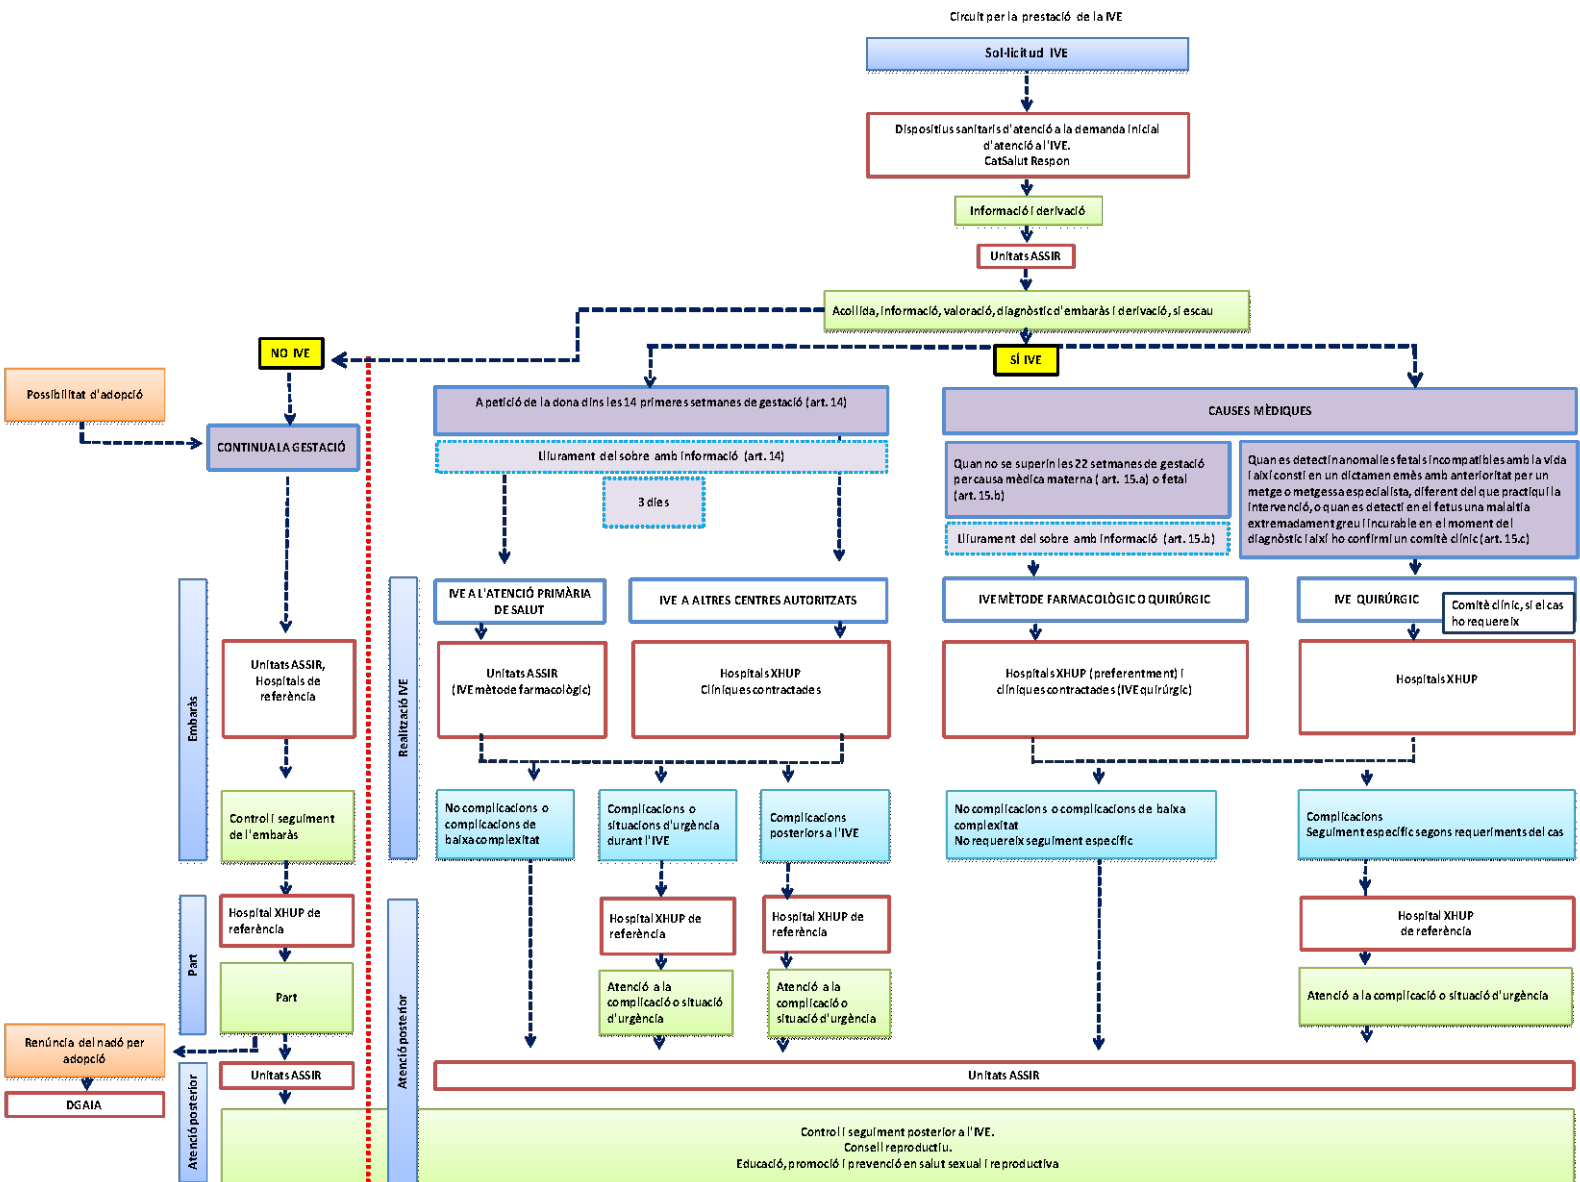 Circuit per la prestació de la IVE
Sol·licitud IVE
Dispositius sanitaris d'atenció a la demanda inicial
d'atenció a l'IVE.
CatSalut Respon
Informació i derivació
Unitats ASSIR
Acollida, informació, valoració, diagnòstic d'embaràs i derivació, si escau
NO IVE
SÍ IVE
Possibilitat d'adopció
CONTINUA LA GESTACIÓ
A petició de la dona dins les 14 primeres setmanes de gestació (art. 14)
Lliurament del sobre amb informació (art. 14)
3 dies
CAUSES MÈDIQUES
Quan no se superin les 22 setmanes de gestació
per causa mèdica materna (art. 15.a) o fetal
(art. 15.b)
Lliurament del sobre amb informació (art. 15.b)
Quan es detectin anomalies fetals incompatibles amb la vida
i així consti en un dictamen emès amb anterioritat per un
metge o metgessa especialista, diferent del que practiqui la
intervenció, o quan es detecti en el fetus una malaltia
extremadament greu i incurable en el moment del
diagnòstic i així ho confirmi un comitè clínic (art. 15.c)
Embaràs
Realització IVE
IVE A L'ATENCIÓ PRIMÀRIA
DE SALUT
IVE A ALTRES CENTRES AUTORITZATS
IVE MÈTODE FARMACOLÒGIC O QUIRÚRGIC
IVE QUIRÚRGIC
Comitè clínic, si el cas
ho requereix
Unitats ASSIR,
Hospitals de
referència
Unitats ASSIR
(IVE mètode farmacològic)
Hospitals XHUP
Clíniques contractades
Hospitals XHUP (preferentment) i
clíniques contractades (IVE quirúrgic)
Hospitals XHUP
Control i seguiment
de l'embaràs
No complicacions o
complicacions de
baixa complexitat
Complicacions o
situacions d'urgència
durant l'IVE
Complicacions
posteriors a l'IVE
No complicacions o complicacions de baixa
complexitat
No requereix seguiment específic
Complicacions
Seguiment específic segons requeriments del cas
Part
Atenció posterior
Hospital XHUP de
referència
Hospital XHUP de
referència
Hospital XHUP de
referència
Hospital XHUP
de referència
Part
Atenció a la
complicació o situació
d'urgència
Atenció a la
complicació o
situació d'urgència
Atenció a la complicació o situació d'urgència
Renúncia del nadó per
adopció
DGAIA
Atenció posterior
Unitats ASSIR
Unitats ASSIR
Control i seguiment posterior a l'IVE.
Consell reproductiu.
Educació, promoció i prevenció en salut sexual i reproductiva